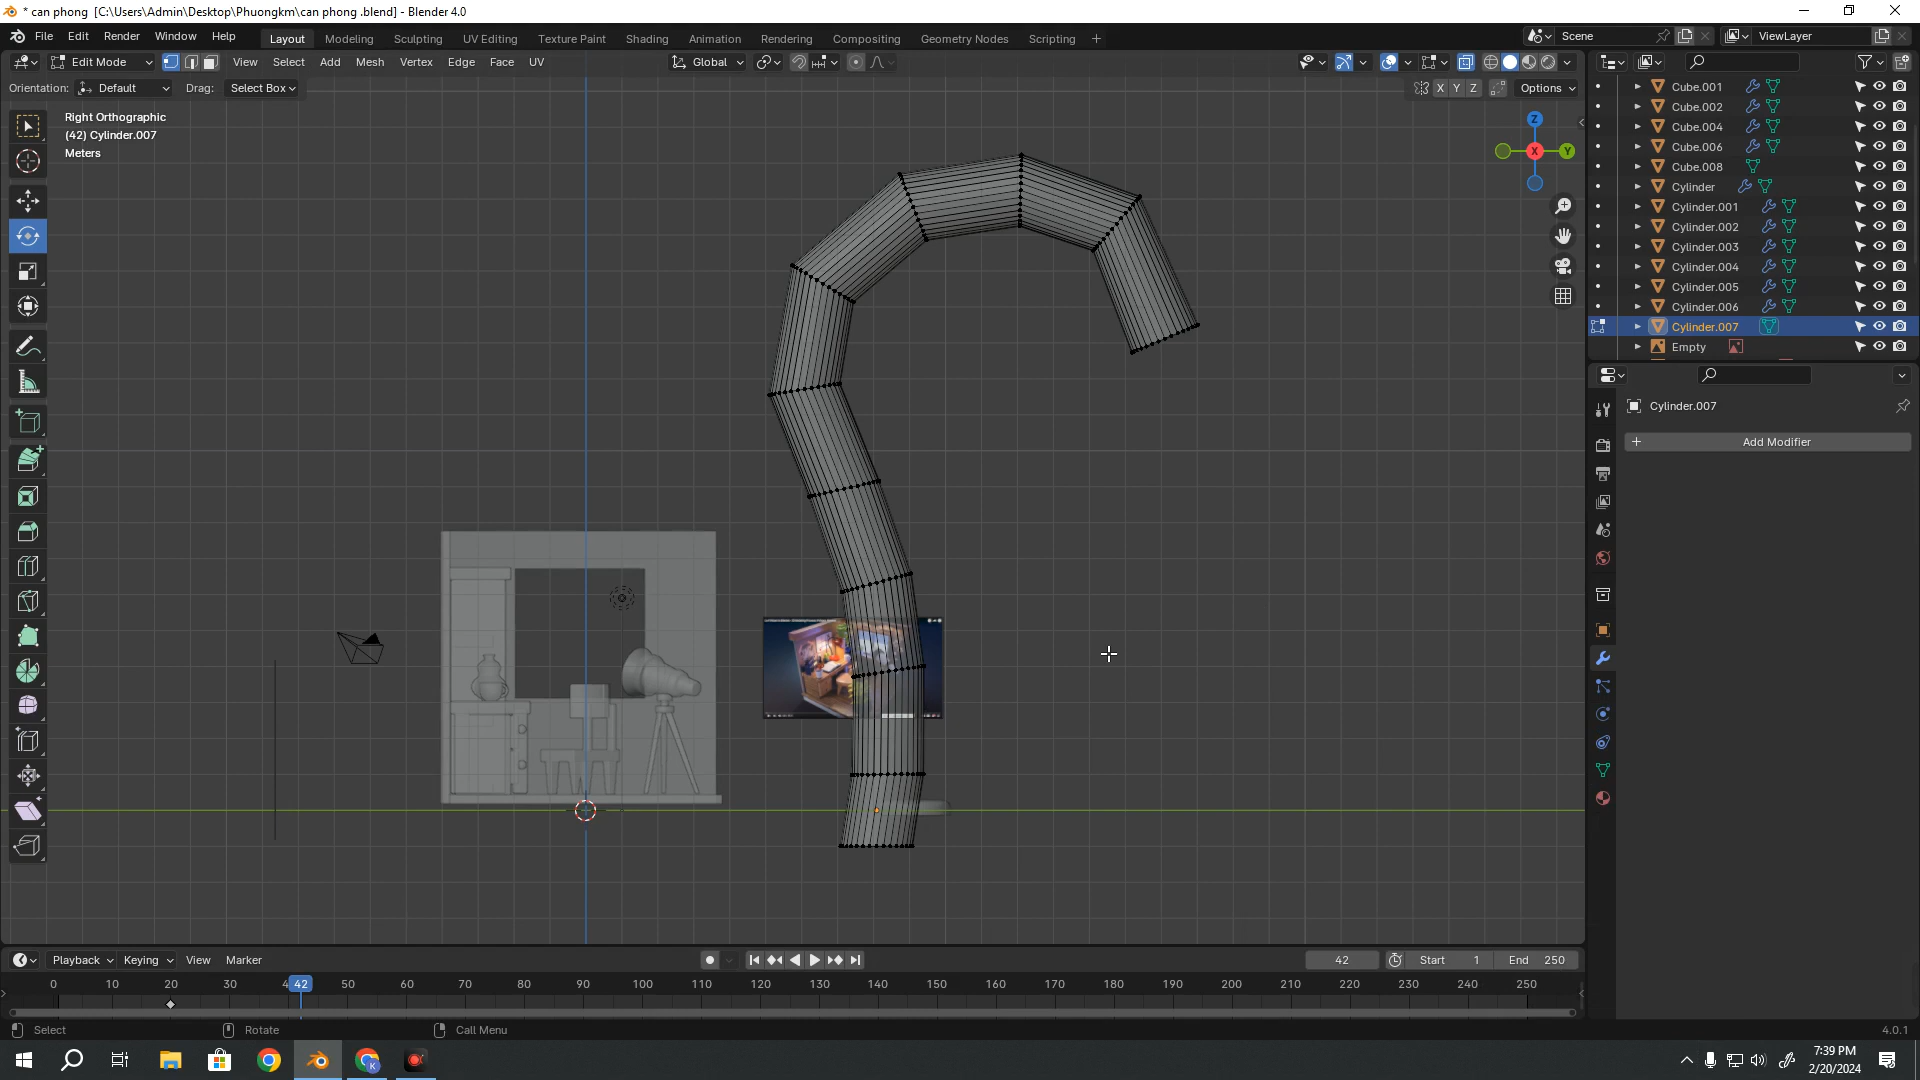 * can phong  [C:\Users\Admin\Desktop\Phuongkm\can phong .blend] - Blender 4.0
File Edit Render Window Help Layout Modeling Sculpting UV Editing Texture Paint Shading Animation Rendering Compositing Geometry Nodes Scripting + Scene ViewLayer
Edit Mode View Select Add Mesh Vertex Edge Face UV Global
Orientation: Default Drag: Select Box X Y Z Options
Right Orthographic
(42) Cylinder.007
Meters
Z
X
Y
Cube.001
Cube.002
Cube.004
Cube.006
Cube.008
Cylinder
Cylinder.001
Cylinder.002
Cylinder.003
Cylinder.004
Cylinder.005
Cylinder.006
Cylinder.007
Empty
Cylinder.007
+ Add Modifier
Playback Keying View Marker 42 Start 1 End 250
0 10 20 30 4 42 50 60 70 80 90 100 110 120 130 140 150 160 170 180 190 200 210 220 230 240 250
Select Rotate Call Menu 4.0.1
K
7:39 PM
2/20/2024